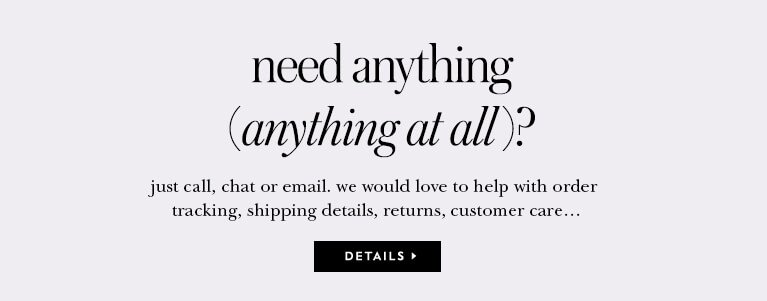 need anything
(anything at all)?
just call, chat or email. we would love to help with order
tracking, shipping details, returns, customer care...
DETAILS